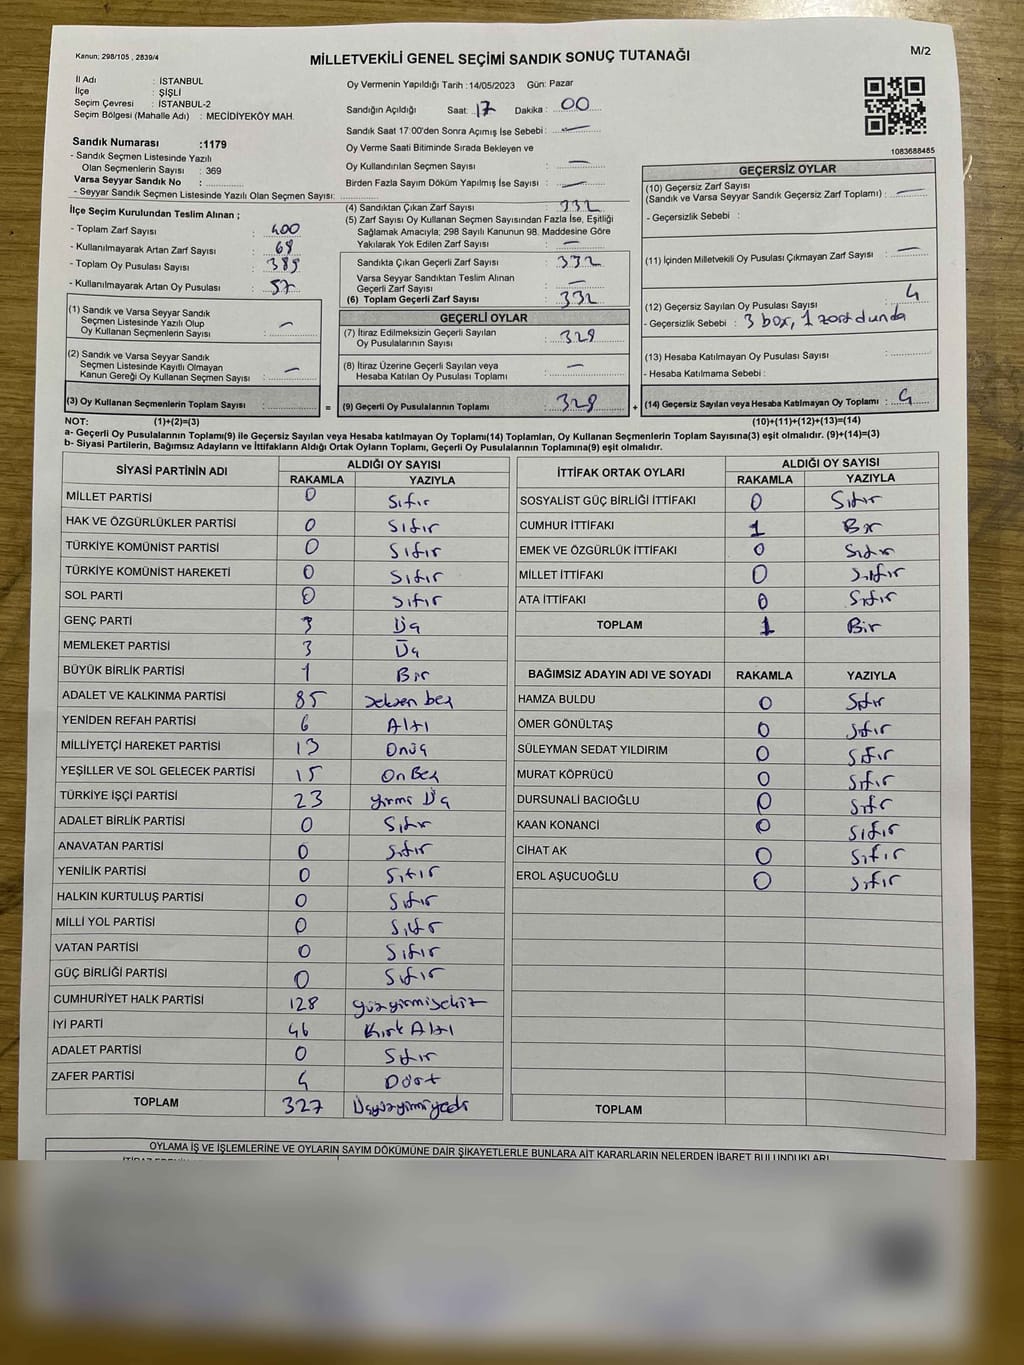 Kanun: 298/105 , 2839/4
MİLLETVEKİLİ GENEL SEÇİMİ SANDIK SONUÇ TUTANAĞI
M/2
İl Adı : İSTANBUL
İlçe : ŞİŞLİ
Seçim Çevresi : İSTANBUL-2
Seçim Bölgesi (Mahalle Adı) : MECİDİYEKÖY MAH.
Sandık Numarası :1179
- Sandık Seçmen Listesinde Yazılı
Olan Seçmenlerin Sayısı : 369
Varsa Seyyar Sandık No :
- Seyyar Sandık Seçmen Listesinde Yazılı Olan Seçmen Sayısı:
İlçe Seçim Kurulundan Teslim Alınan ;
- Toplam Zarf Sayısı : 400
- Kullanılmayarak Artan Zarf Sayısı : 68
- Toplam Oy Pusulası Sayısı : 389
- Kullanılmayarak Artan Oy Pusulası : 57
(1) Sandık ve Varsa Seyyar Sandık
Seçmen Listesinde Yazılı Olup
Oy Kullanan Seçmenlerin Sayısı : —
(2) Sandık ve Varsa Seyyar Sandık
Seçmen Listesinde Kayıtlı Olmayan
Kanun Gereği Oy Kullanan Seçmen Sayısı : —
(3) Oy Kullanan Seçmenlerin Toplam Sayısı :
Oy Vermenin Yapıldığı Tarih :14/05/2023 Gün: Pazar
Sandığın Açıldığı Saat: 17 Dakika : 00
Sandık Saat 17:00'den Sonra Açımış İse Sebebi : —
Oy Verme Saati Bitiminde Sırada Bekleyen ve
Oy Kullandırılan Seçmen Sayısı : —
Birden Fazla Sayım Döküm Yapılmış İse Sayısı : —
(4) Sandıktan Çıkan Zarf Sayısı : 332
(5) Zarf Sayısı Oy Kullanan Seçmen Sayısından Fazla İse, Eşitliği
Sağlamak Amacıyla; 298 Sayılı Kanunun 98. Maddesine Göre
Yakılarak Yok Edilen Zarf Sayısı : —
Sandıkta Çıkan Geçerli Zarf Sayısı : 332
Varsa Seyyar Sandıktan Teslim Alınan
Geçerli Zarf Sayısı : —
(6) Toplam Geçerli Zarf Sayısı : 332
GEÇERLİ OYLAR
(7) İtiraz Edilmeksizin Geçerli Sayılan
Oy Pusulalarının Sayısı : 328
(8) İtiraz Üzerine Geçerli Sayılan veya
Hesaba Katılan Oy Pusulası Toplamı : —
= (9) Geçerli Oy Pusulalarının Toplamı : 328
1083688485
GEÇERSİZ OYLAR
(10) Geçersiz Zarf Sayısı
(Sandık ve Varsa Seyyar Sandık Geçersiz Zarf Toplamı) : —
- Geçersizlik Sebebi :
(11) İçinden Milletvekili Oy Pusulası Çıkmayan Zarf Sayısı : —
(12) Geçersiz Sayılan Oy Pusulası Sayısı : 4
- Geçersizlik Sebebi : 3 boş, 1
(13) Hesaba Katılmayan Oy Pusulası Sayısı :
- Hesaba Katılmama Sebebi :
+ (14) Geçersiz Sayılan veya Hesaba Katılmayan Oy Toplamı : 4
NOT: (1)+(2)=(3) (10)+(11)+(12)+(13)=(14)
a- Geçerli Oy Pusulalarının Toplamı(9) ile Geçersiz Sayılan veya Hesaba katılmayan Oy Toplamı(14) Toplamları, Oy Kullanan Seçmenlerin Toplam Sayısına(3) eşit olmalıdır. (9)+(14)=(3)
b- Siyasi Partilerin, Bağımsız Adayların ve İttifakların Aldığı Ortak Oyların Toplamı, Geçerli Oy Pusulalarının Toplamına(9) eşit olmalıdır.
SİYASİ PARTİNİN ADI ALDIĞI OY SAYISI
RAKAMLA YAZIYLA
MİLLET PARTİSİ 0 Sıfır
HAK VE ÖZGÜRLÜKLER PARTİSİ 0 Sıfır
TÜRKİYE KOMÜNİST PARTİSİ 0 Sıfır
TÜRKİYE KOMÜNİST HAREKETİ 0 Sıfır
SOL PARTİ 0 Sıfır
GENÇ PARTİ 3 Üç
MEMLEKET PARTİSİ 3 Üç
BÜYÜK BİRLİK PARTİSİ 1 Bir
ADALET VE KALKINMA PARTİSİ 85 seksen beş
YENİDEN REFAH PARTİSİ 6 Altı
MİLLİYETÇİ HAREKET PARTİSİ 13 Onüç
YEŞİLLER VE SOL GELECEK PARTİSİ 15 On Beş
TÜRKİYE İŞÇİ PARTİSİ 23 yirmi Üç
ADALET BİRLİK PARTİSİ 0 Sıfır
ANAVATAN PARTİSİ 0 Sıfır
YENİLİK PARTİSİ 0 Sıfır
HALKIN KURTULUŞ PARTİSİ 0 Sıfır
MİLLİ YOL PARTİSİ 0 Sıfır
VATAN PARTİSİ 0 Sıfır
GÜÇ BİRLİĞİ PARTİSİ 0 Sıfır
CUMHURİYET HALK PARTİSİ 128 yüzyirmisekiz
İYİ PARTİ 46 Kırk Altı
ADALET PARTİSİ 0 Sıfır
ZAFER PARTİSİ 4 Dört
TOPLAM 327 Üçyüzyirmiyedi
İTTİFAK ORTAK OYLARI ALDIĞI OY SAYISI
RAKAMLA YAZIYLA
SOSYALİST GÜÇ BİRLİĞİ İTTİFAKI 0 Sıfır
CUMHUR İTTİFAKI 1 Bir
EMEK VE ÖZGÜRLÜK İTTİFAKI 0 Sıfır
MİLLET İTTİFAKI 0 Sıfır
ATA İTTİFAKI 0 Sıfır
TOPLAM 1 Bir
BAĞIMSIZ ADAYIN ADI VE SOYADI RAKAMLA YAZIYLA
HAMZA BULDU 0 Sıfır
ÖMER GÖNÜLTAŞ 0 Sıfır
SÜLEYMAN SEDAT YILDIRIM 0 Sıfır
MURAT KÖPRÜCÜ 0 Sıfır
DURSUNALİ BACIOĞLU 0 Sıfır
KAAN KONANCİ 0 Sıfır
CİHAT AK 0 Sıfır
EROL AŞUCUOĞLU 0 Sıfır
TOPLAM
OYLAMA İŞ VE İŞLEMLERİNE VE OYLARIN SAYIM DÖKÜMÜNE DAİR ŞİKAYETLERLE BUNLARA AİT KARARLARIN NELERDEN İBARET BULUNDUKLARI